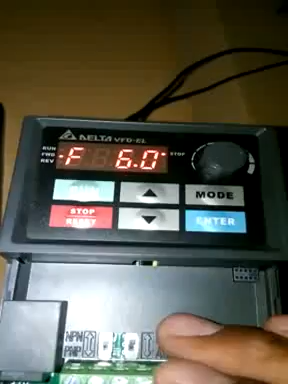 DELTA VFD-EL
RUN
FWD
REV
F 6.0
STOP
MODE
STOP
RESET
ENTER
NPN
PNP